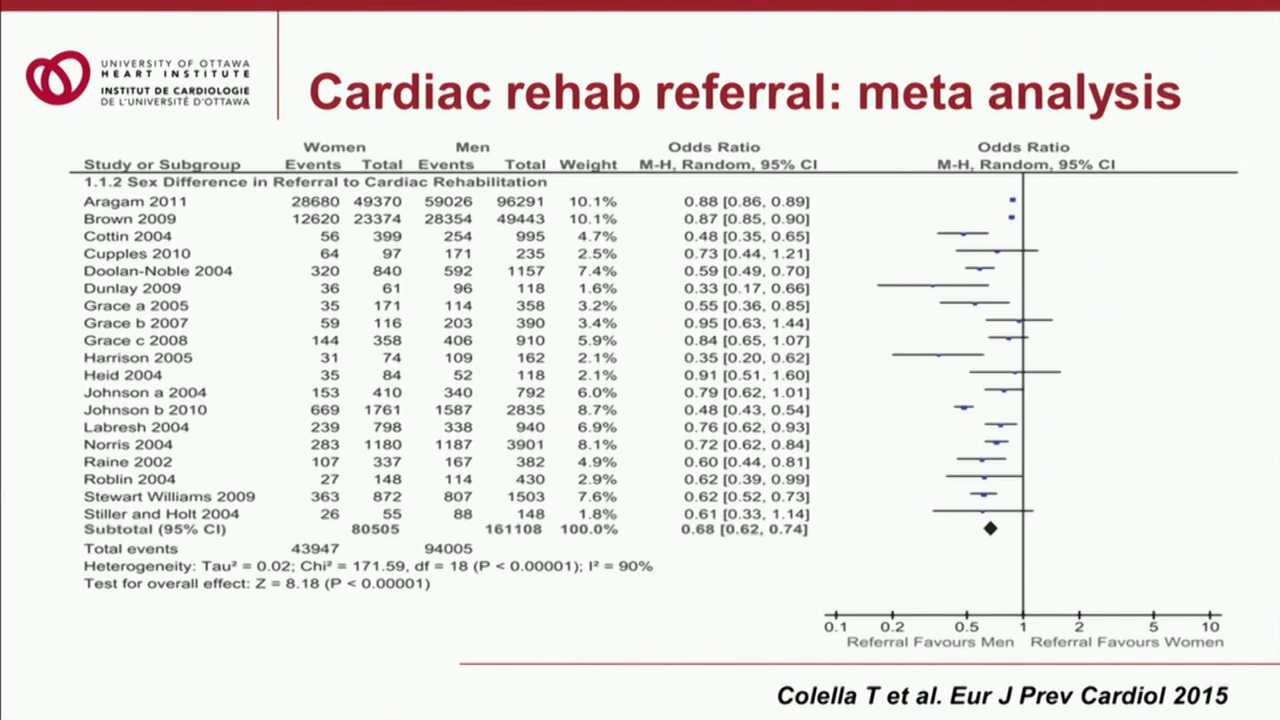 UNIVERSITY OF OTTAWA
HEART INSTITUTE
INSTITUT DE CARDIOLOGIE
DE L'UNIVERSITÉ D'OTTAWA
Cardiac rehab referral: meta analysis
Women Men Odds Ratio Odds Ratio
Study or Subgroup Events Total Events Total Weight M-H, Random, 95% CI M-H, Random, 95% CI
1.1.2 Sex Difference in Referral to Cardiac Rehabilitation
Aragam 2011 28680 49370 59026 96291 10.1% 0.88 [0.86, 0.89]
Brown 2009 12620 23374 28354 49443 10.1% 0.87 [0.85, 0.90]
Cottin 2004 56 399 254 995 4.7% 0.48 [0.35, 0.65]
Cupples 2010 64 97 171 235 2.5% 0.73 [0.44, 1.21]
Doolan-Noble 2004 320 840 592 1157 7.4% 0.59 [0.49, 0.70]
Dunlay 2009 36 61 96 118 1.6% 0.33 [0.17, 0.66]
Grace a 2005 35 171 114 358 3.2% 0.55 [0.36, 0.85]
Grace b 2007 59 116 203 390 3.4% 0.95 [0.63, 1.44]
Grace c 2008 144 358 406 910 5.9% 0.84 [0.65, 1.07]
Harrison 2005 31 74 109 162 2.1% 0.35 [0.20, 0.62]
Heid 2004 35 84 52 118 2.1% 0.91 [0.51, 1.60]
Johnson a 2004 153 410 340 792 6.0% 0.79 [0.62, 1.01]
Johnson b 2010 669 1761 1587 2835 8.7% 0.48 [0.43, 0.54]
Labresh 2004 239 798 338 940 6.9% 0.76 [0.62, 0.93]
Norris 2004 283 1180 1187 3901 8.1% 0.72 [0.62, 0.84]
Raine 2002 107 337 167 382 4.9% 0.60 [0.44, 0.81]
Roblin 2004 27 148 114 430 2.9% 0.62 [0.39, 0.99]
Stewart Williams 2009 363 872 807 1503 7.6% 0.62 [0.52, 0.73]
Stiller and Holt 2004 26 55 88 148 1.8% 0.61 [0.33, 1.14]
Subtotal (95% CI) 80505 161108 100.0% 0.68 [0.62, 0.74]
Total events 43947 94005
Heterogeneity: Tau² = 0.02; Chi² = 171.59, df = 18 (P < 0.00001); I² = 90%
Test for overall effect: Z = 8.18 (P < 0.00001)
0.1 0.2 0.5 1 2 5 10
Referral Favours Men Referral Favours Women
Colella T et al. Eur J Prev Cardiol 2015